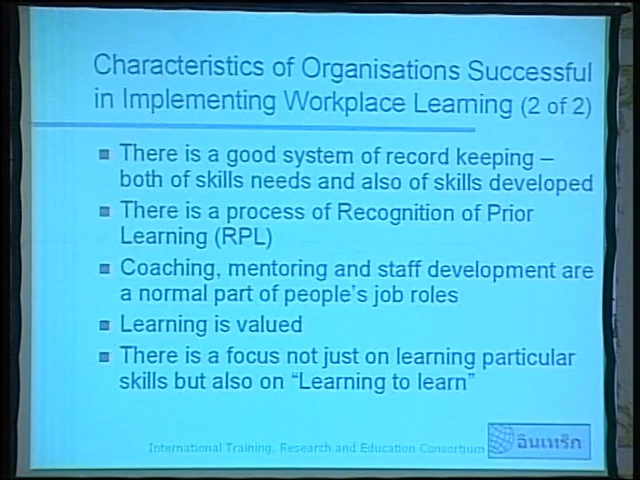 Characteristics of Organisations Successful
in Implementing Workplace Learning (2 of 2)
There is a good system of record keeping –
both of skills needs and also of skills developed
There is a process of Recognition of Prior
Learning (RPL)
Coaching, mentoring and staff development are
a normal part of people's job roles
Learning is valued
There is a focus not just on learning particular
skills but also on “Learning to learn”
International Training, Research and Education Consortium
อินเทร็ก